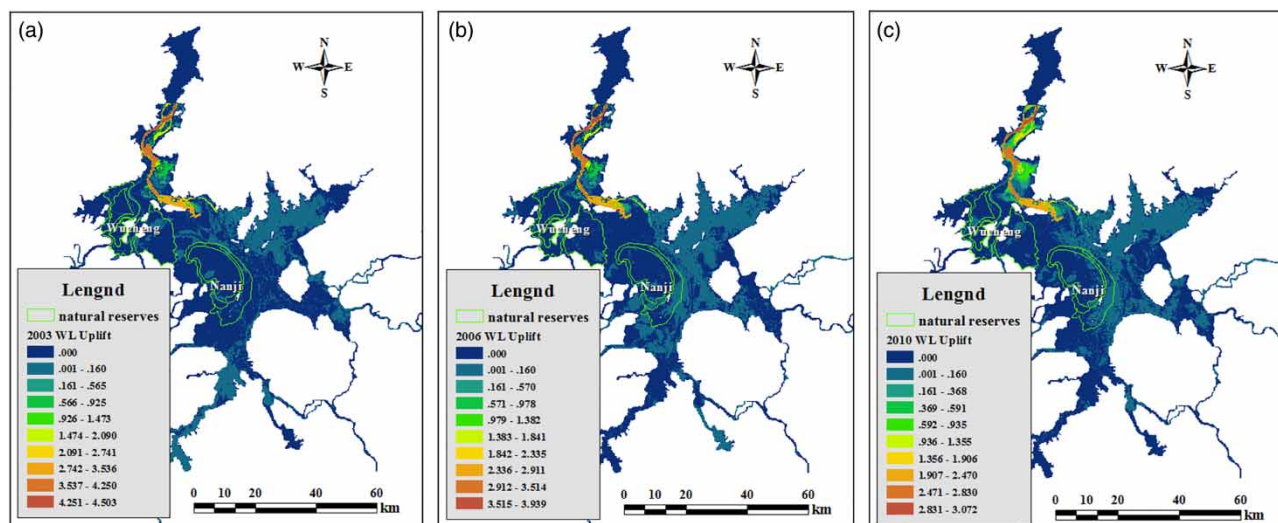 (a)
N
W E
S
Wucheng
Nanji
Lengnd
natural reserves
2003 WL Uplift
.000
.001 - .160
.161 - .565
.566 - .925
.926 - 1.473
1.474 - 2.090
2.091 - 2.741
2.742 - 3.536
3.537 - 4.250
4.251 - 4.503
0 10 20 40 60
km
(b)
N
W E
S
Wucheng
Nanji
Lengnd
natural reserves
2006 WL Uplift
.000
.001 - .160
.161 - .570
.571 - .978
.979 - 1.382
1.383 - 1.841
1.842 - 2.335
2.336 - 2.911
2.912 - 3.514
3.515 - 3.939
0 10 20 40 60
km
(c)
N
W E
S
Wucheng
Nanji
Lengnd
natural reserves
2010 WL Uplift
.000
.001 - .160
.161 - .368
.369 - .591
.592 - .935
.936 - 1.355
1.356 - 1.906
1.907 - 2.470
2.471 - 2.830
2.831 - 3.072
0 10 20 40 60
km